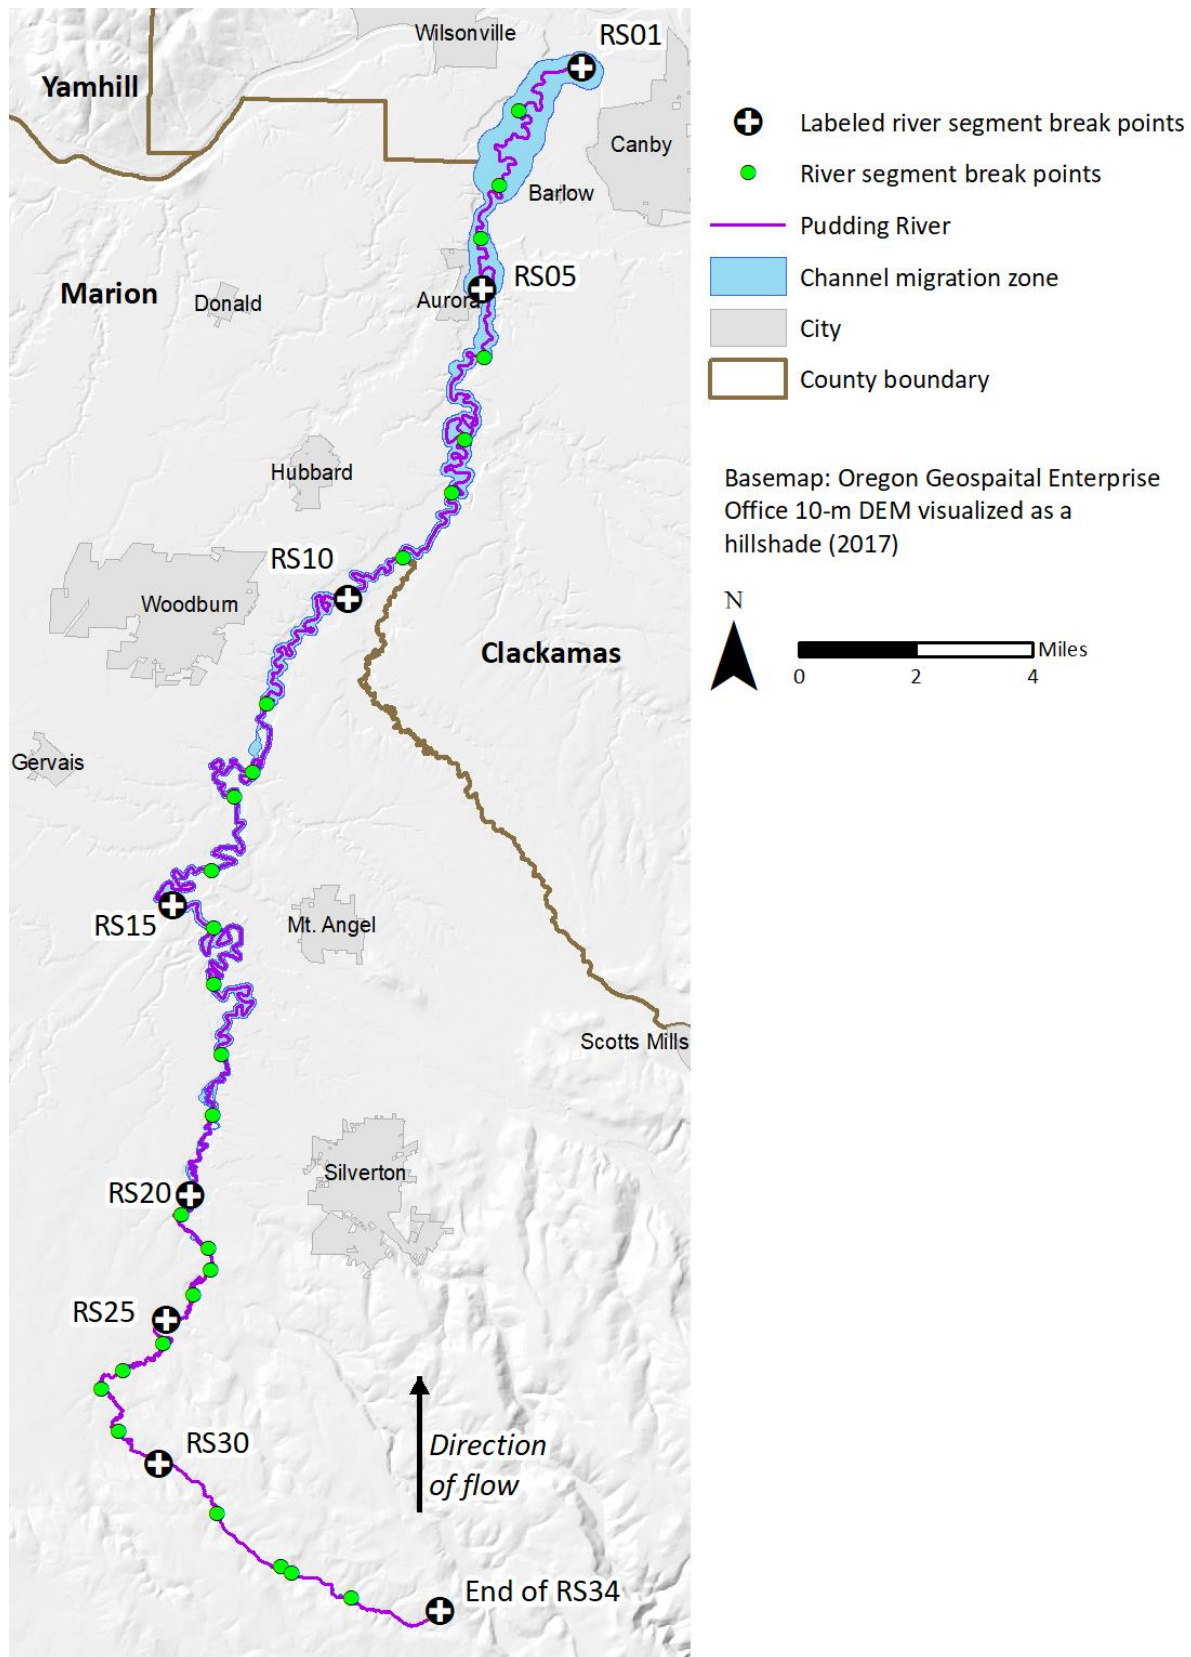 Wilsonville
RS01
Yamhill
Canby
Barlow
Marion
Donald
RS05
Aurora
Hubbard
RS10
Woodburn
Clackamas
Gervais
RS15
Mt. Angel
Scotts Mills
Silverton
RS20
RS25
RS30
Direction
of flow
End of RS34
Labeled river segment break points
River segment break points
Pudding River
Channel migration zone
City
County boundary
Basemap: Oregon Geospaital Enterprise
Office 10-m DEM visualized as a
hillshade (2017)
N
Miles
0 2 4